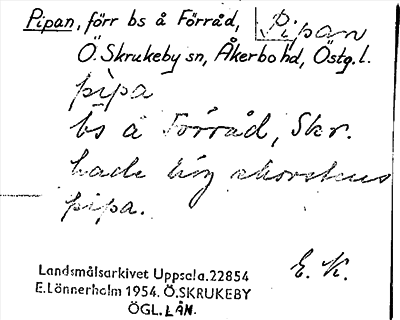 Pipan, förr bs å Förråd, Pipan
Ö. Skrukeby sn, Åkerbo hd, Östg. l.
pìpa
bs å Förråd, Skr.
hade hög skorstens
pipa.
E. K.
Landsmålsarkivet Uppsala. 22854
E. Lönnerholm 1954. Ö. SKRUKEBY
ÖGL. LÄN.